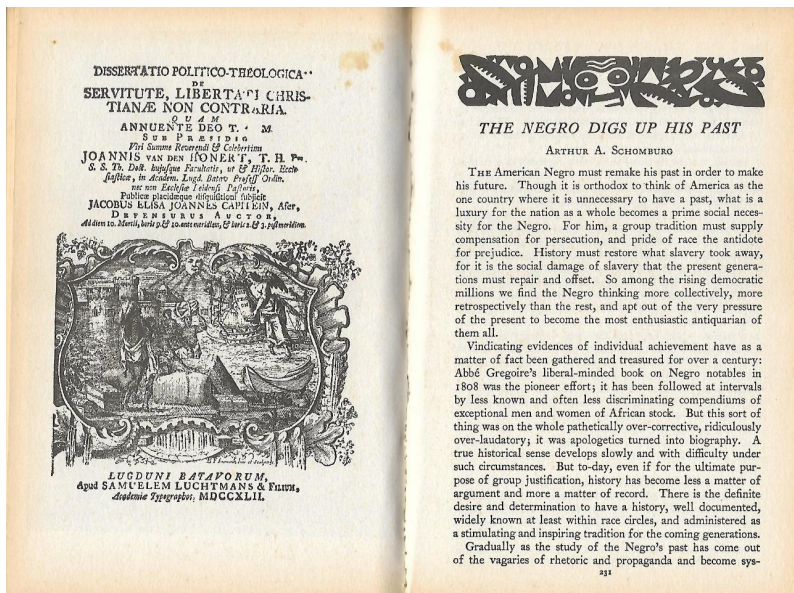 DISSERTATIO POLITICO-THEOLOGICA
DE
SERVITUTE, LIBERTATI CHRIS-
TIANÆ NON CONTRARIA.
QUAM
ANNUENTE DEO T. M.
SUB PRÆSIDIO
Viri Summe Reverendi & Celebertimi
JOANNIS VAN DEN HONERT, T. H. Fil.
S. S. Th. Doct. hujusque Facultatis, ut & Histor. Eccle-
siasticæ, in Academ. Lugd. Batav Profess Ordin.
nec non Ecclesiæ Leidensis Pastoris,
Publicæ placidæque disquisitioni subjicit
JACOBUS ELISA JOANNES CAPITEIN, Afer,
DEFENSURUS AUCTOR,
Ad diem 10. Martii, horis 9. & 10. ante meridiem, & horis 2. & 3. post meridiem.
LUGDUNI BATAVORUM,
Apud SAMUELEM LUCHTMANS & FILIUM,
Academiæ Typographos. MDCCXLII.
THE NEGRO DIGS UP HIS PAST
ARTHUR A. SCHOMBURG
THE American Negro must remake his past in order to make
his future. Though it is orthodox to think of America as the
one country where it is unnecessary to have a past, what is a
luxury for the nation as a whole becomes a prime social neces-
sity for the Negro. For him, a group tradition must supply
compensation for persecution, and pride of race the antidote
for prejudice. History must restore what slavery took away,
for it is the social damage of slavery that the present genera-
tions must repair and offset. So among the rising democratic
millions we find the Negro thinking more collectively, more
retrospectively than the rest, and apt out of the very pressure
of the present to become the most enthusiastic antiquarian of
them all.
Vindicating evidences of individual achievement have as a
matter of fact been gathered and treasured for over a century:
Abbé Gregoire's liberal-minded book on Negro notables in
1808 was the pioneer effort; it has been followed at intervals
by less known and often less discriminating compendiums of
exceptional men and women of African stock. But this sort of
thing was on the whole pathetically over-corrective, ridiculously
over-laudatory; it was apologetics turned into biography. A
true historical sense develops slowly and with difficulty under
such circumstances. But to-day, even if for the ultimate pur-
pose of group justification, history has become less a matter of
argument and more a matter of record. There is the definite
desire and determination to have a history, well documented,
widely known at least within race circles, and administered as
a stimulating and inspiring tradition for the coming generations.
Gradually as the study of the Negro's past has come out
of the vagaries of rhetoric and propaganda and become sys-
231